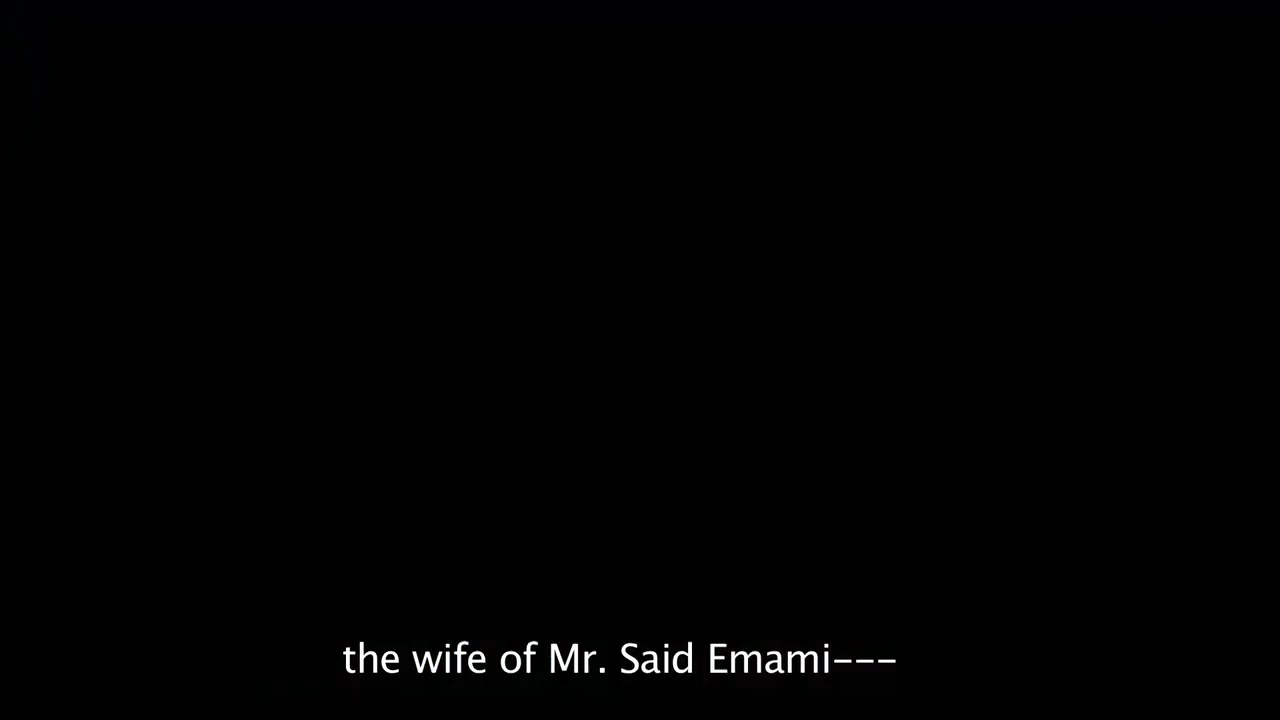 the wife of Mr. Said Emami---